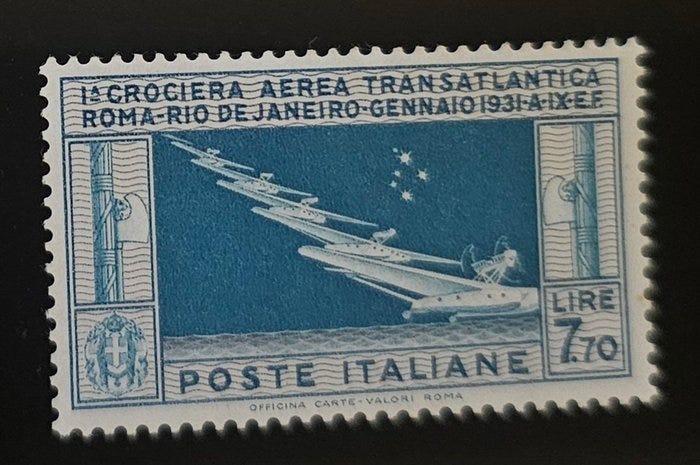 1ª CROCIERA AEREA TRANSATLANTICA
ROMA-RIO DE JANEIRO-GENNAIO 1931-A·IX·E.F.
LIRE
7.70
POSTE ITALIANE
OFFICINA CARTE-VALORI ROMA